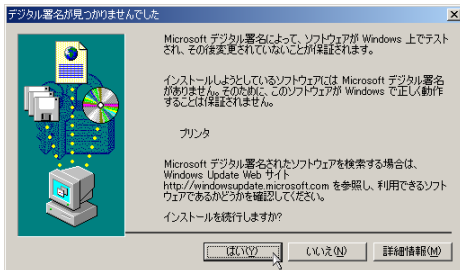 デジタル署名が見つかりませんでした
Microsoft デジタル署名によって、ソフトウェアが Windows 上でテスト
され、その後変更されていないことが保証されます。
インストールしようとしているソフトウェアには Microsoft デジタル署名
がありません。そのために、このソフトウェアが Windows で正しく動作
することは保証されません。
プリンタ
Microsoft デジタル署名されたソフトウェアを検索する場合は、
Windows Update Web サイト
http://windowsupdate.microsoft.com を参照し、利用できるソフト
ウェアであるかどうかを確認してください。
インストールを続行しますか?
はい(Y) いいえ(N) 詳細情報(M)